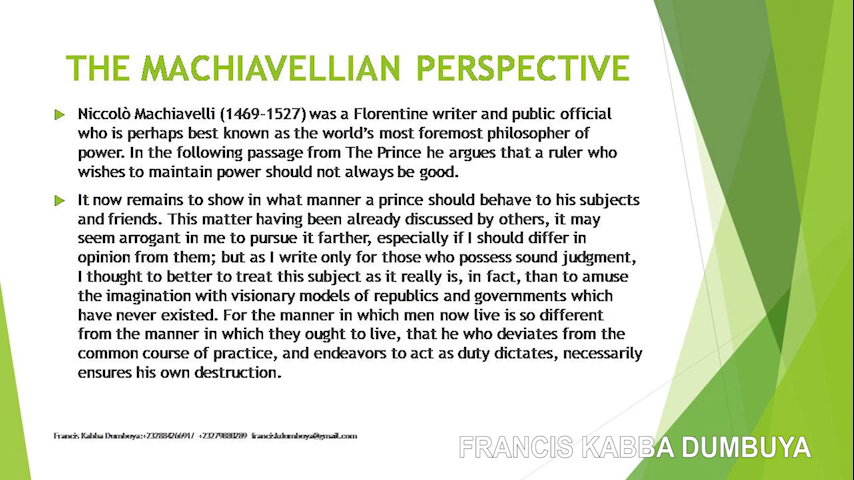 THE MACHIAVELLIAN PERSPECTIVE
Niccolò Machiavelli (1469-1527) was a Florentine writer and public official
who is perhaps best known as the world's most foremost philosopher of
power. In the following passage from The Prince he argues that a ruler who
wishes to maintain power should not always be good.
It now remains to show in what manner a prince should behave to his subjects
and friends. This matter having been already discussed by others, it may
seem arrogant in me to pursue it farther, especially if I should differ in
opinion from them; but as I write only for those who possess sound judgment,
I thought to better to treat this subject as it really is, in fact, than to amuse
the imagination with visionary models of republics and governments which
have never existed. For the manner in which men now live is so different
from the manner in which they ought to live, that he who deviates from the
common course of practice, and endeavors to act as duty dictates, necessarily
ensures his own destruction.
Francis Kabba Dumbuya:
FRANCIS KABBA DUMBUYA